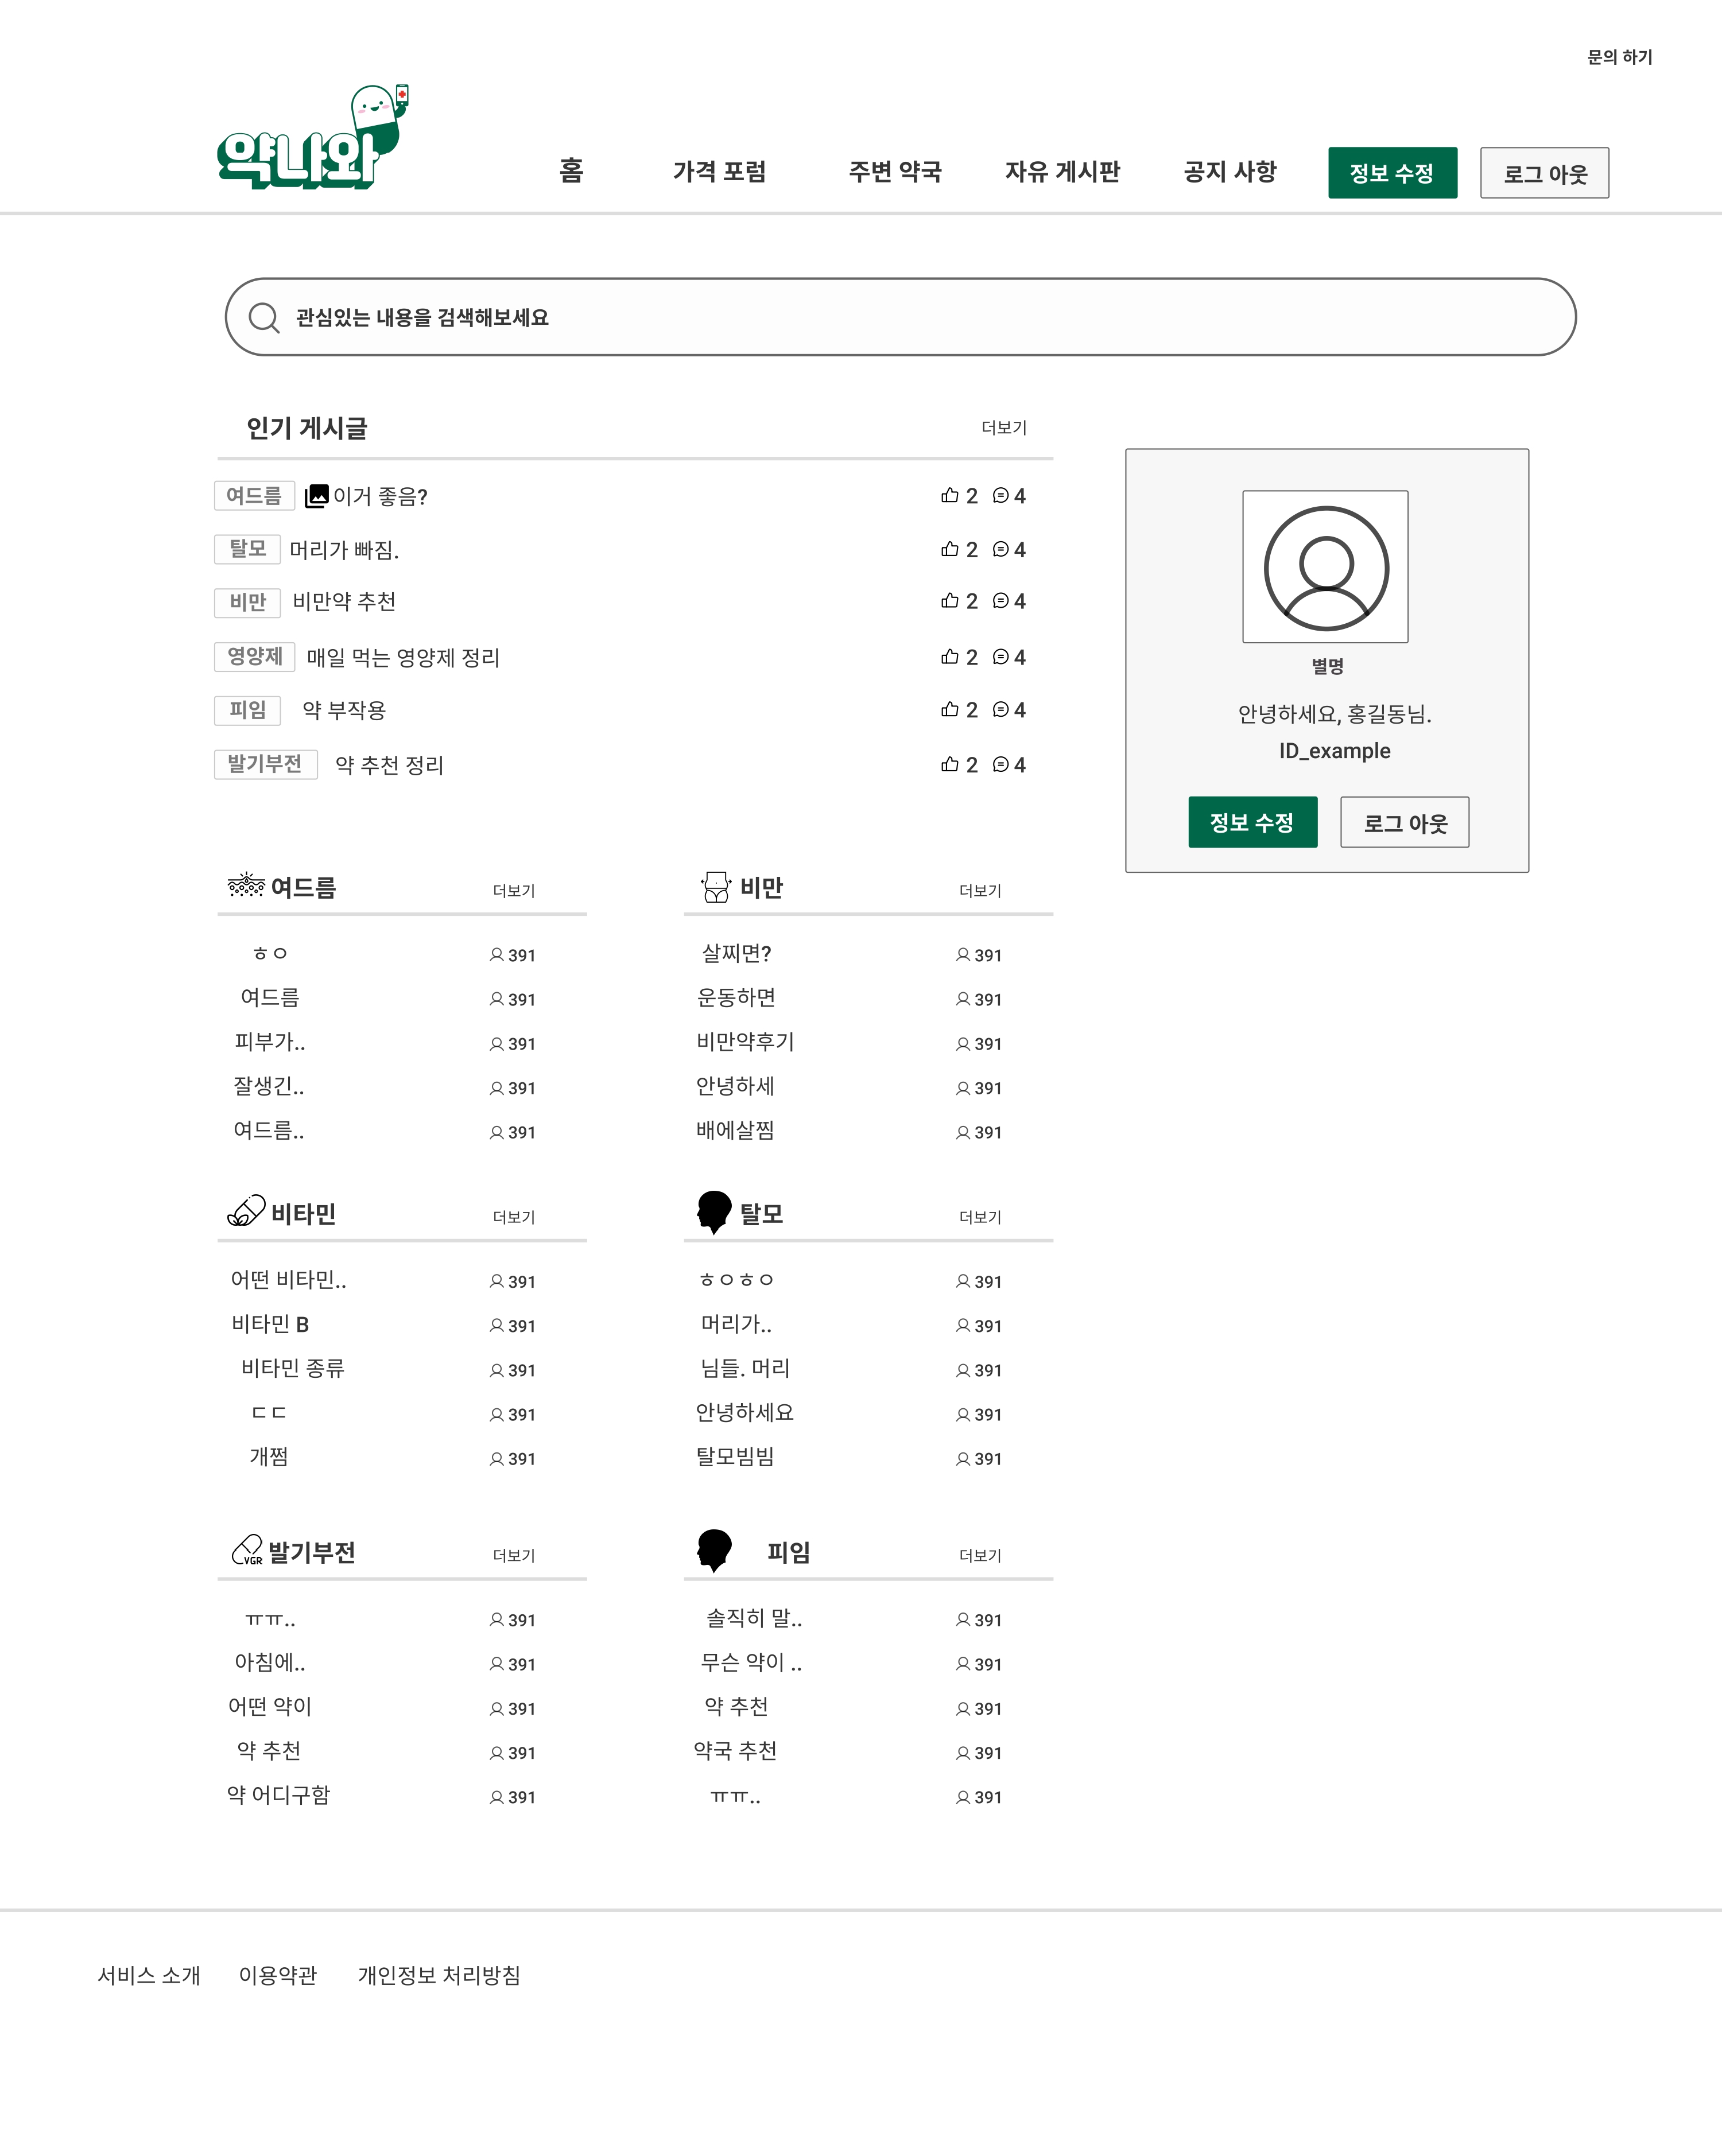 문의 하기
약나와
홈 가격 포럼 주변 약국 자유 게시판 공지 사항 정보 수정 로그 아웃
관심있는 내용을 검색해보세요
인기 게시글 더보기
여드름 이거 좋음? 2 4
탈모 머리가 빠짐. 2 4
비만 비만약 추천 2 4
영양제 매일 먹는 영양제 정리 2 4
피임 약 부작용 2 4
발기부전 약 추천 정리 2 4
별명
안녕하세요, 홍길동님.
ID_example
정보 수정 로그 아웃
여드름 더보기
ㅎㅇ 391
여드름 391
피부가.. 391
잘생긴.. 391
여드름.. 391
비만 더보기
살찌면? 391
운동하면 391
비만약후기 391
안녕하세 391
배에살찜 391
비타민 더보기
어떤 비타민.. 391
비타민 B 391
비타민 종류 391
ㄷㄷ 391
개쩜 391
탈모 더보기
ㅎㅇㅎㅇ 391
머리가.. 391
님들. 머리 391
안녕하세요 391
탈모빔빔 391
VGR 발기부전 더보기
ㅠㅠ.. 391
아침에.. 391
어떤 약이 391
약 추천 391
약 어디구함 391
피임 더보기
솔직히 말.. 391
무슨 약이 .. 391
약 추천 391
약국 추천 391
ㅠㅠ.. 391
서비스 소개 이용약관 개인정보 처리방침